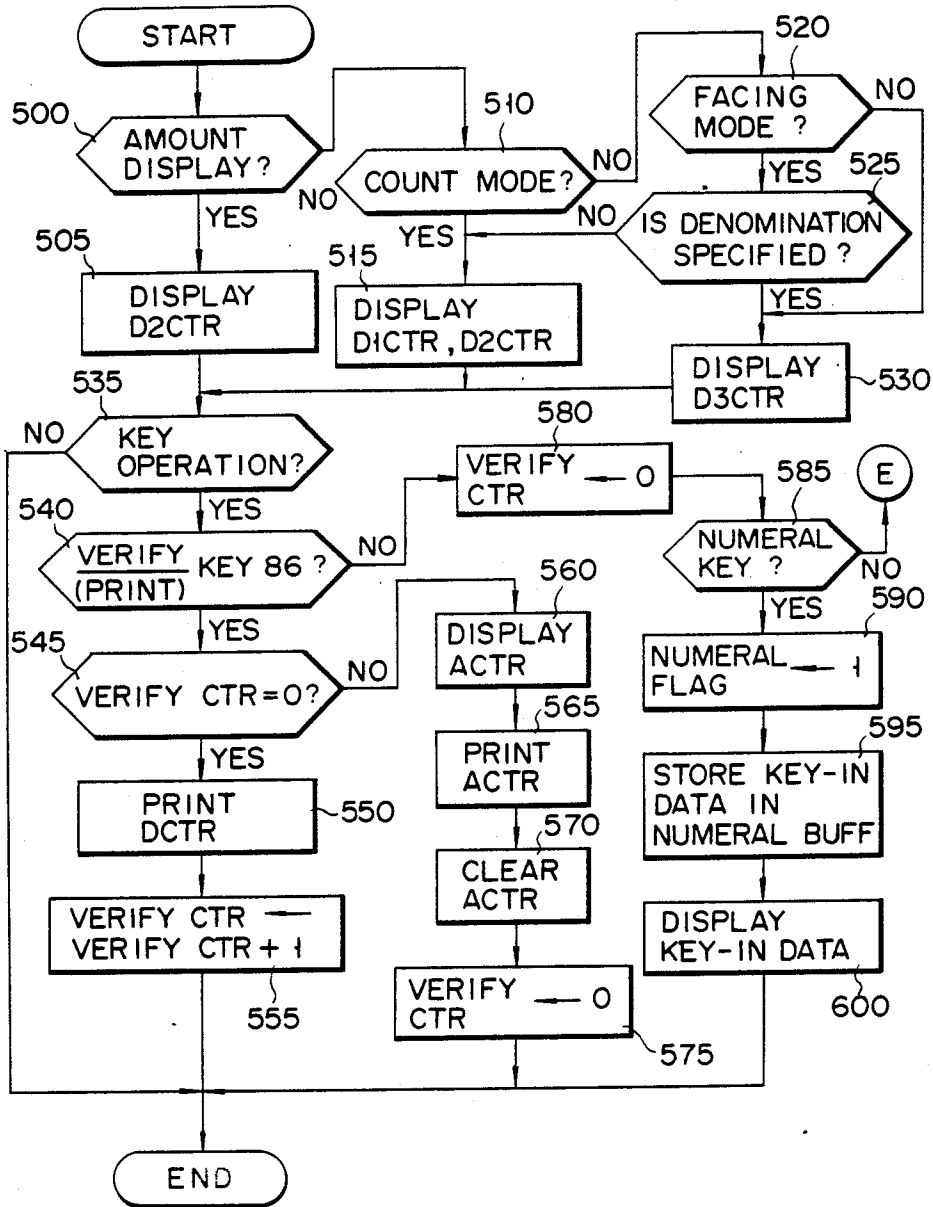 START
500
AMOUNT
DISPLAY?
NO
YES
505
DISPLAY
D2CTR
510
COUNT MODE?
NO
YES
515
DISPLAY
D1CTR, D2CTR
520
FACING
MODE ?
NO
YES
525
IS DENOMINATION
SPECIFIED ?
NO
YES
DISPLAY
D3CTR
530
535
KEY
OPERATION?
NO
YES
540
VERIFY
(PRINT)
KEY 86 ?
NO
YES
545
VERIFY CTR=0?
NO
YES
PRINT
DCTR
550
VERIFY CTR ←
VERIFY CTR + 1
555
560
DISPLAY
ACTR
565
PRINT
ACTR
570
CLEAR
ACTR
VERIFY
CTR ← 0
575
580
VERIFY
CTR ← 0
585
NUMERAL
KEY ?
NO
E
YES
590
NUMERAL
FLAG ← 1
595
STORE KEY-IN
DATA IN
NUMERAL BUFF
DISPLAY
KEY-IN DATA
600
END